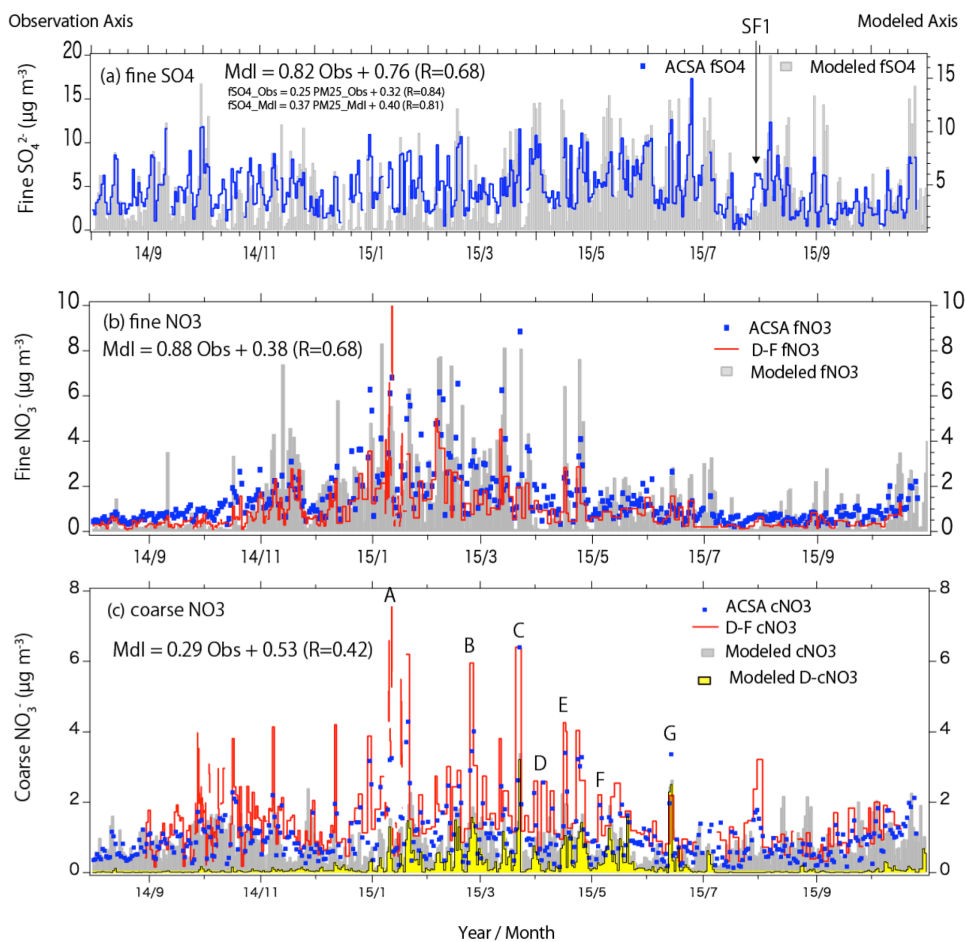 Observation Axis
Modeled Axis
SF1
(a) fine SO4
Mdl = 0.82 Obs + 0.76 (R=0.68)
fSO4_Obs = 0.25 PM25_Obs + 0.32 (R=0.84)
fSO4_Mdl = 0.37 PM25_Mdl + 0.40 (R=0.81)
ACSA fSO4
Modeled fSO4
Fine SO₄²⁻ (µg m⁻³)
20
15
10
5
0
15
10
5
14/9
14/11
15/1
15/3
15/5
15/7
15/9
(b) fine NO3
Mdl = 0.88 Obs + 0.38 (R=0.68)
ACSA fNO3
D-F fNO3
Modeled fNO3
Fine NO₃⁻ (µg m⁻³)
10
8
6
4
2
0
10
8
6
4
2
0
14/9
14/11
15/1
15/3
15/5
15/7
15/9
(c) coarse NO3
Mdl = 0.29 Obs + 0.53 (R=0.42)
ACSA cNO3
D-F cNO3
Modeled cNO3
Modeled D-cNO3
A
B
C
D
E
F
G
Coarse NO₃⁻ (µg m⁻³)
8
6
4
2
0
8
6
4
2
0
14/9
14/11
15/1
15/3
15/5
15/7
15/9
Year / Month